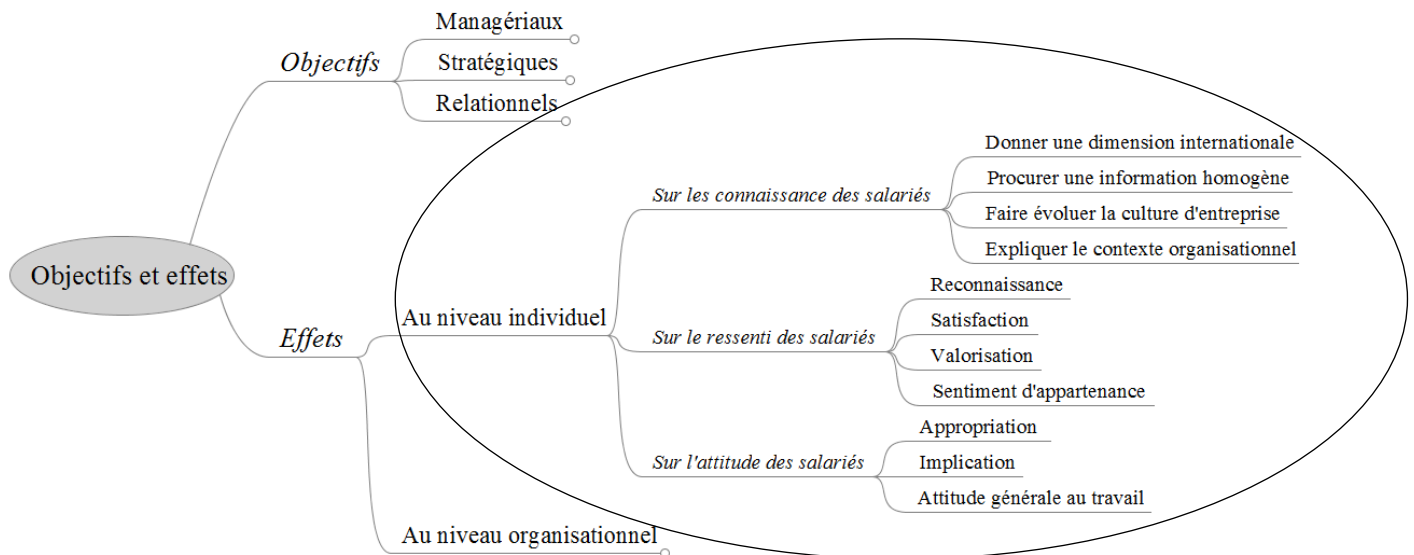 Objectifs et effets
Objectifs
Managériaux
Stratégiques
Relationnels
Effets
Au niveau individuel
Sur les connaissance des salariés
Donner une dimension internationale
Procurer une information homogène
Faire évoluer la culture d'entreprise
Expliquer le contexte organisationnel
Sur le ressenti des salariés
Reconnaissance
Satisfaction
Valorisation
Sentiment d'appartenance
Sur l'attitude des salariés
Appropriation
Implication
Attitude générale au travail
Au niveau organisationnel